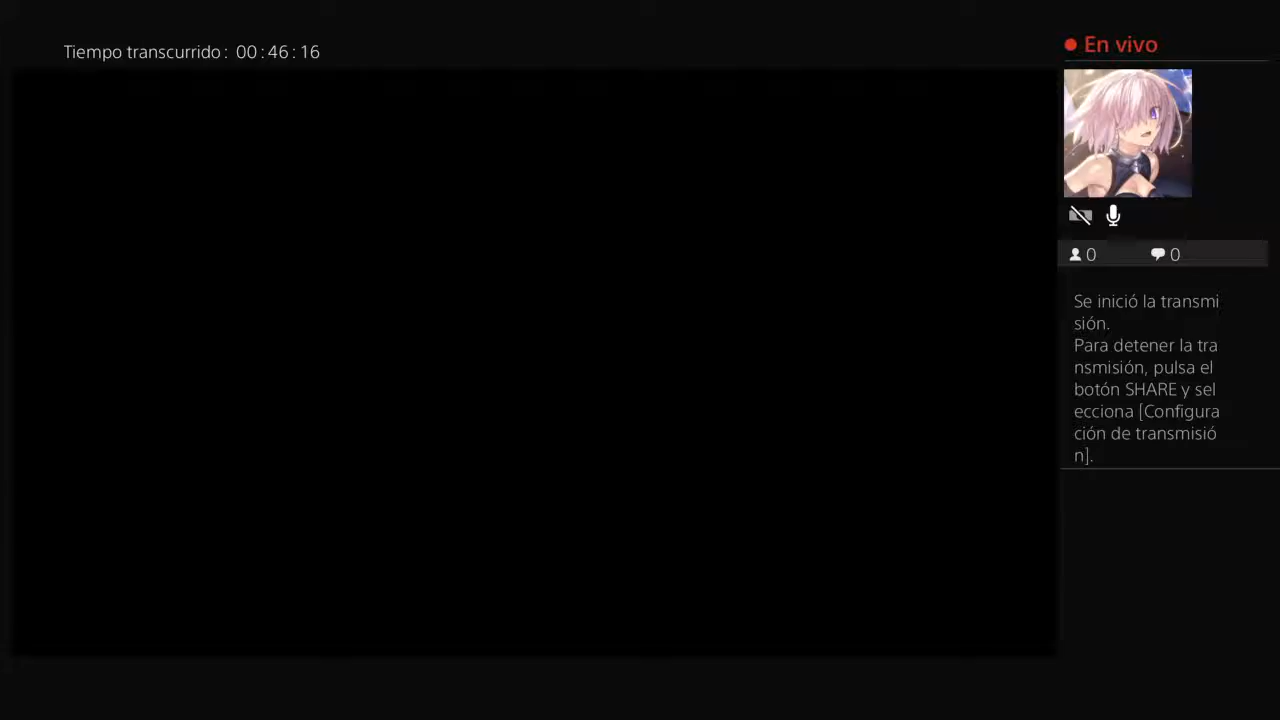 Tiempo transcurrido: 00:46:16
En vivo
0 0
Se inició la transmi
sión.
Para detener la tra
nsmisión, pulsa el
botón SHARE y sel
ecciona [Configura
ción de transmisió
n].